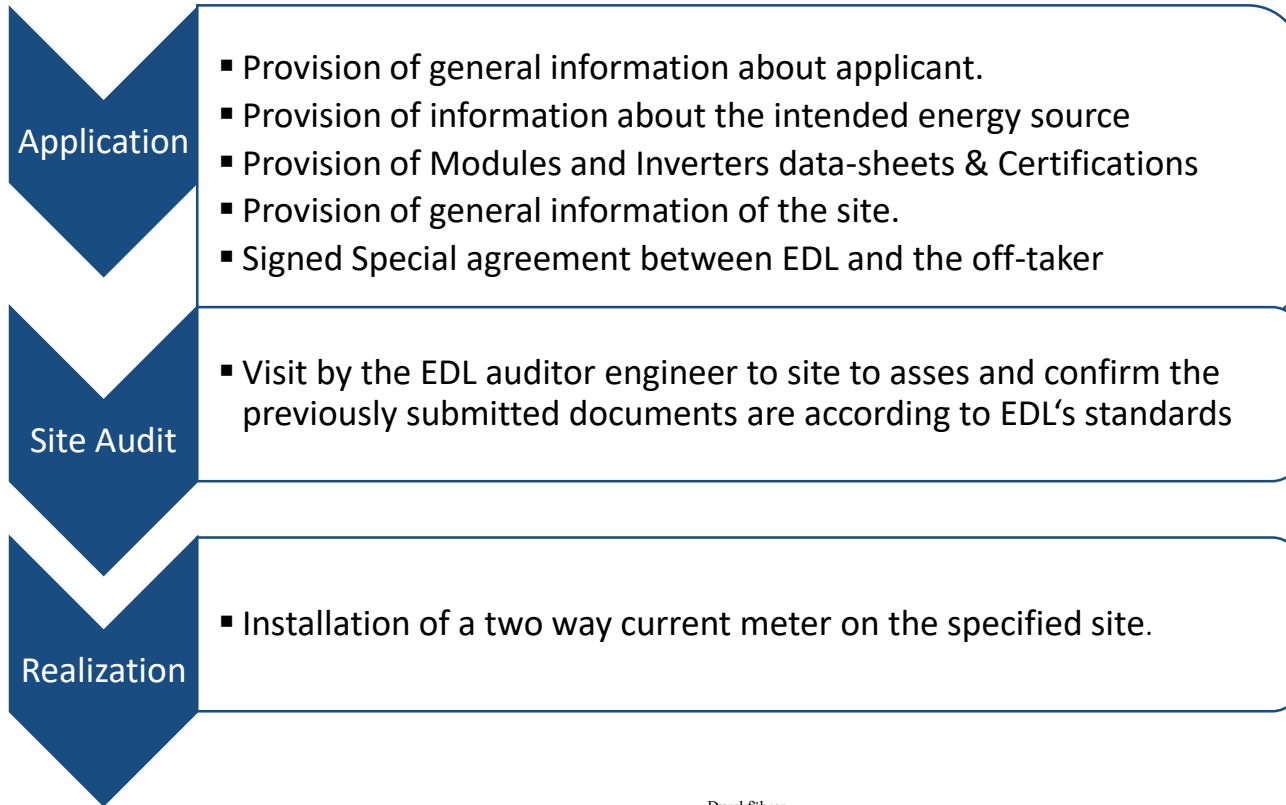 Application
▪ Provision of general information about applicant.
▪ Provision of information about the intended energy source
▪ Provision of Modules and Inverters data-sheets & Certifications
▪ Provision of general information of the site.
▪ Signed Special agreement between EDL and the off-taker
Site Audit
▪ Visit by the EDL auditor engineer to site to asses and confirm the
previously submitted documents are according to EDL‘s standards
Realization
▪ Installation of a two way current meter on the specified site.